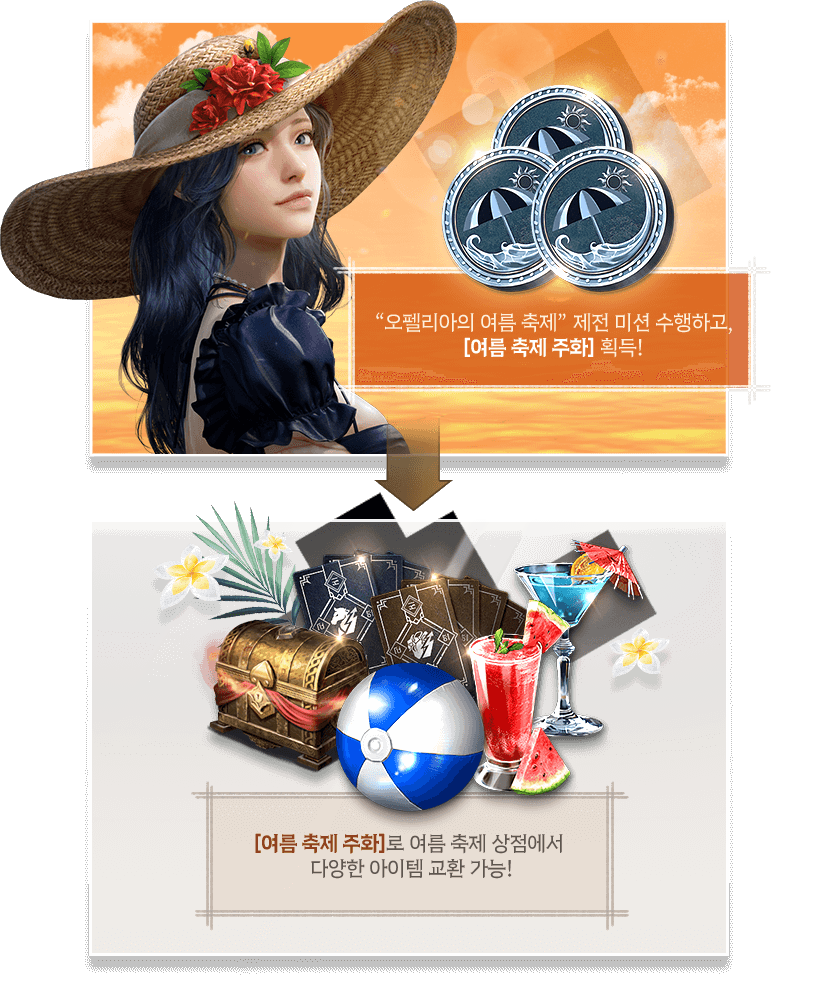 “오펠리아의 여름 축제” 제전 미션 수행하고,
[여름 축제 주화] 획득!
[여름 축제 주화]로 여름 축제 상점에서
다양한 아이템 교환 가능!